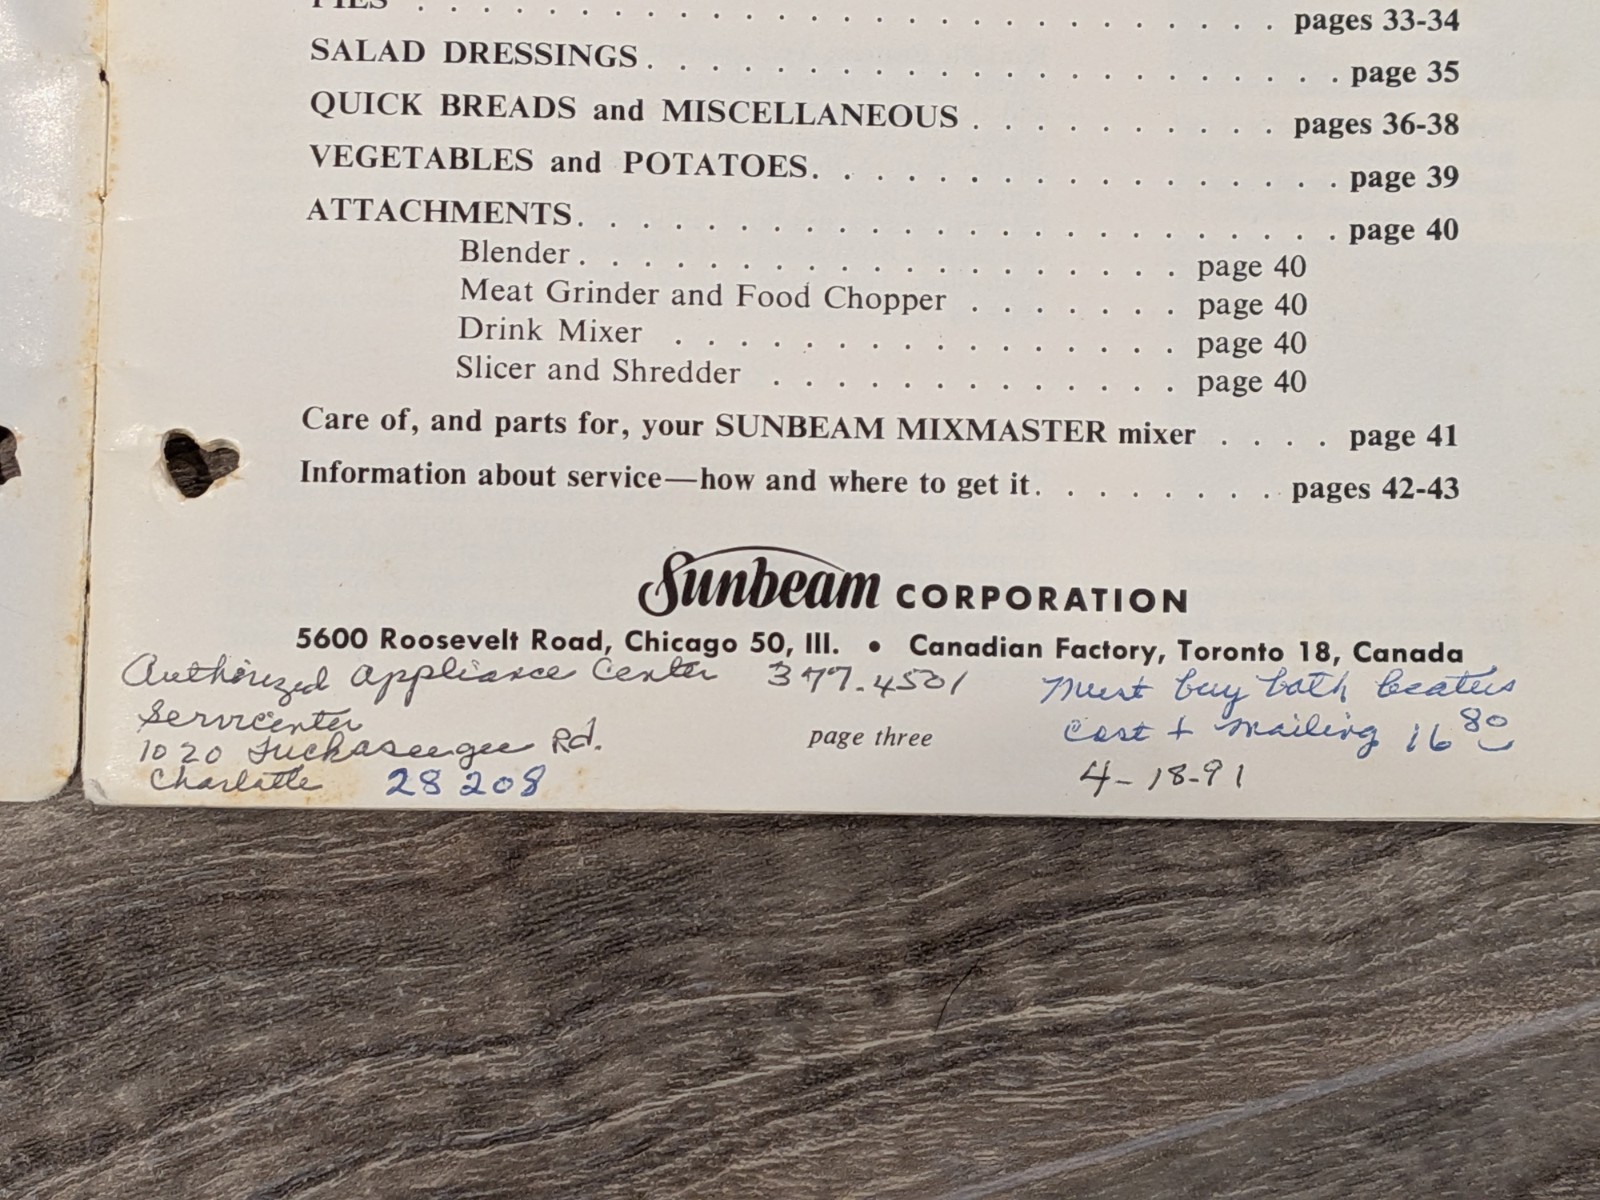 PIES . . . . . . . . . . . . . . . . . . . . . . . . . . . pages 33-34
SALAD DRESSINGS . . . . . . . . . . . . . . . . . . . . . . page 35
QUICK BREADS and MISCELLANEOUS . . . . . . . . . . pages 36-38
VEGETABLES and POTATOES . . . . . . . . . . . . . . . . . page 39
ATTACHMENTS . . . . . . . . . . . . . . . . . . . . . . . . page 40
Blender . . . . . . . . . . . . . . . . . . . page 40
Meat Grinder and Food Chopper . . . . . . . page 40
Drink Mixer . . . . . . . . . . . . . . . . page 40
Slicer and Shredder . . . . . . . . . . . . . page 40
Care of, and parts for, your SUNBEAM MIXMASTER mixer . . . . page 41
Information about service—how and where to get it . . . . . . . . pages 42-43
Sunbeam CORPORATION
5600 Roosevelt Road, Chicago 50, Ill. • Canadian Factory, Toronto 18, Canada
Authorized Appliance Center 377-4501
Servicenter
1020 Tuckaseegee Rd.
Charlotte 28208
Must buy both beaters
Cost + mailing 16 80
4-18-91
page three